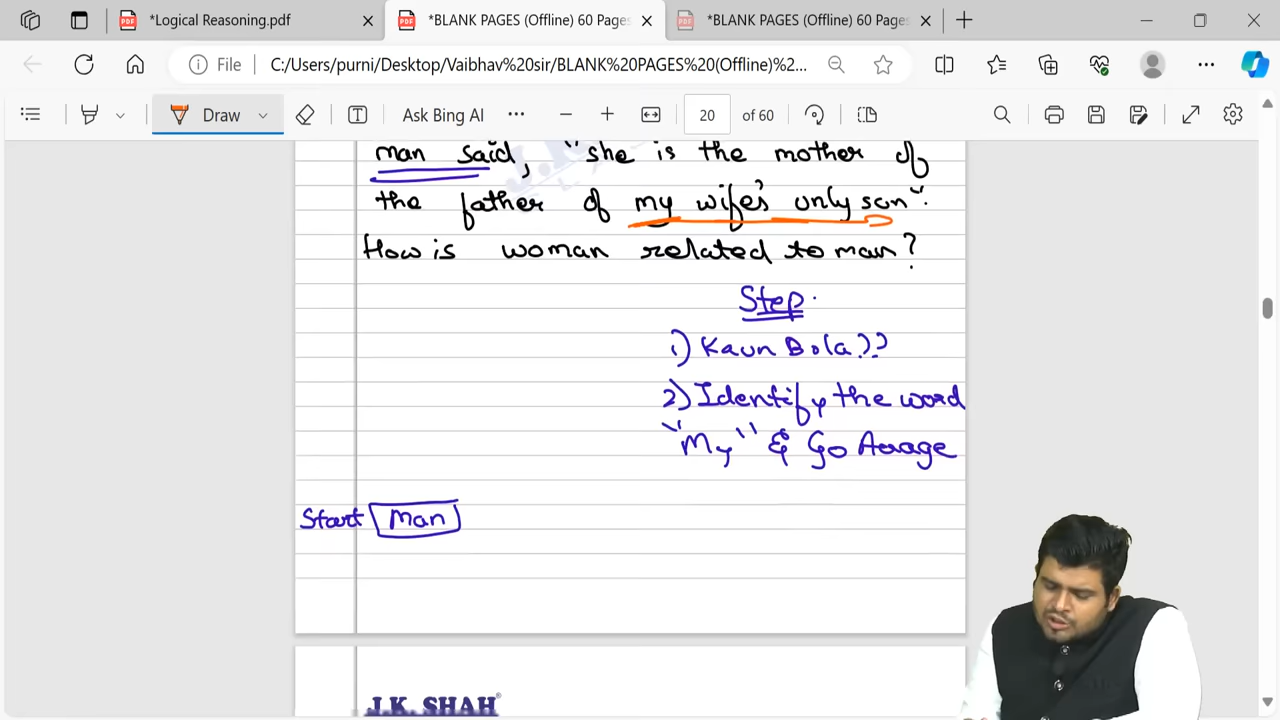 *Logical Reasoning.pdf
*BLANK PAGES (Offline) 60 Pages
*BLANK PAGES (Offline) 60 Pages
File
C:/Users/purni/Desktop/Vaibhav%20sir/BLANK%20PAGES%20(Offline)%2...
Draw
Ask Bing AI
20
of 60
man said, "she is the mother of
the father of my wife's only son".
How is woman related to man?
Step
1) Kaun Bola??
2) Identify the word
"My" & Go Aage
Start Man
J.K. SHAH